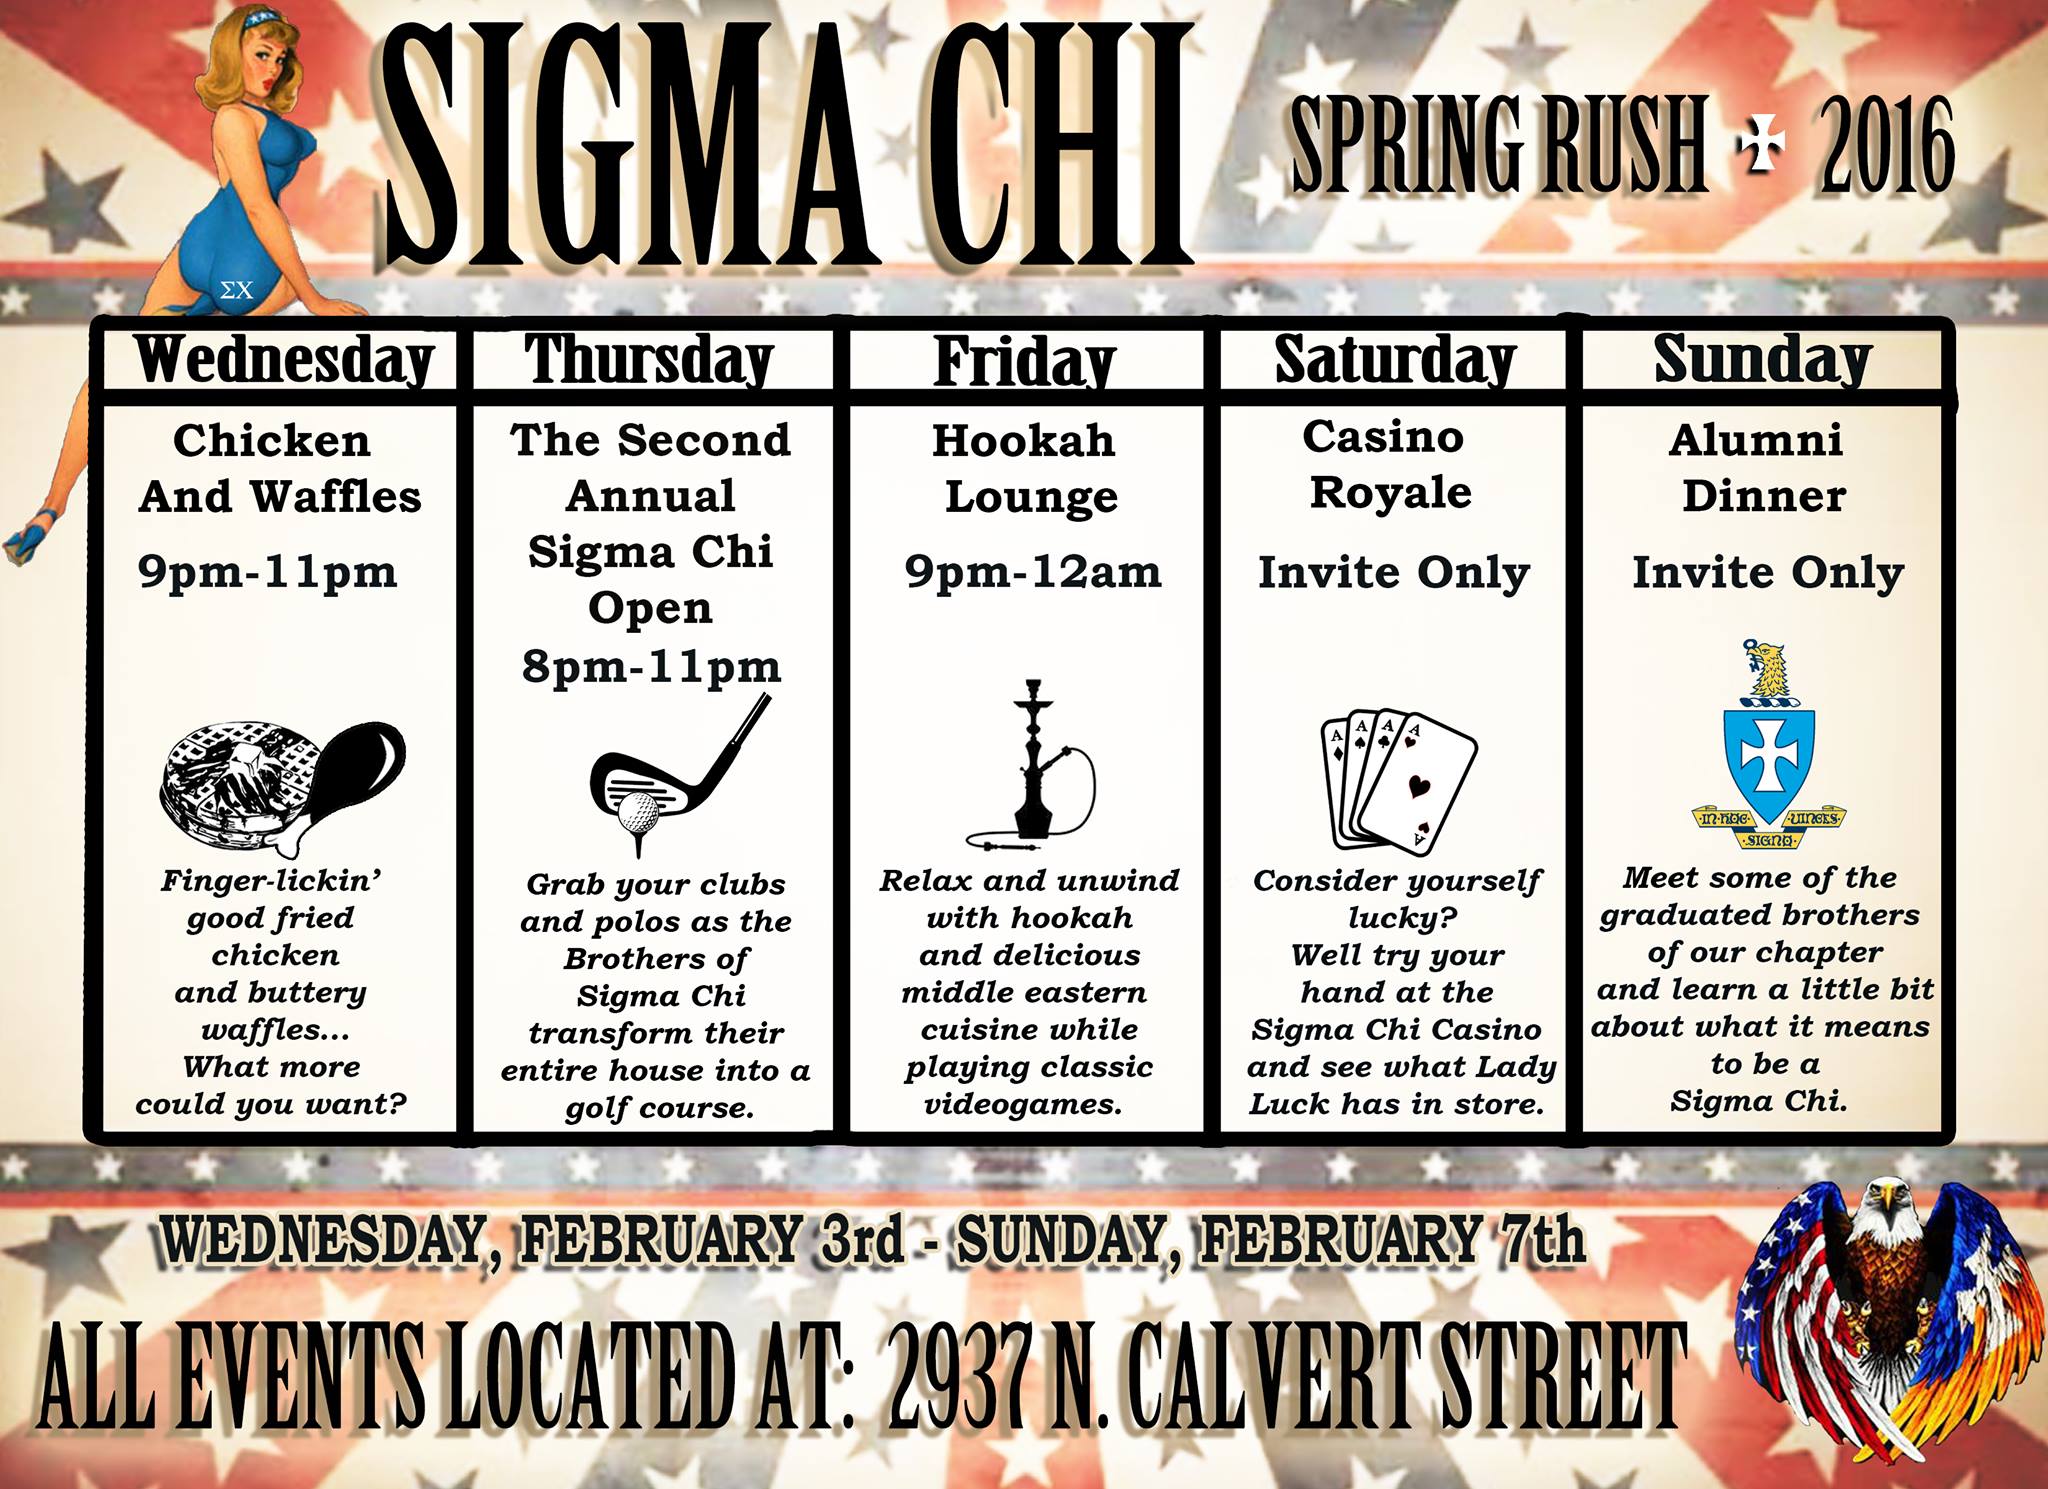 SIGMA CHI
SPRING RUSH 2016
ΣΧ
Wednesday
Chicken
And Waffles
9pm-11pm
Finger-lickin'
good fried
chicken
and buttery
waffles...
What more
could you want?
Thursday
The Second
Annual
Sigma Chi
Open
8pm-11pm
Grab your clubs
and polos as the
Brothers of
Sigma Chi
transform their
entire house into a
golf course.
Friday
Hookah
Lounge
9pm-12am
Relax and unwind
with hookah
and delicious
middle eastern
cuisine while
playing classic
videogames.
Saturday
Casino
Royale
Invite Only
A A A A
A
Consider yourself
lucky?
Well try your
hand at the
Sigma Chi Casino
and see what Lady
Luck has in store.
Sunday
Alumni
Dinner
Invite Only
IN HOC VINCES
SIGNO
Meet some of the
graduated brothers
of our chapter
and learn a little bit
about what it means
to be a
Sigma Chi.
WEDNESDAY, FEBRUARY 3rd - SUNDAY, FEBRUARY 7th
ALL EVENTS LOCATED AT: 2937 N. CALVERT STREET